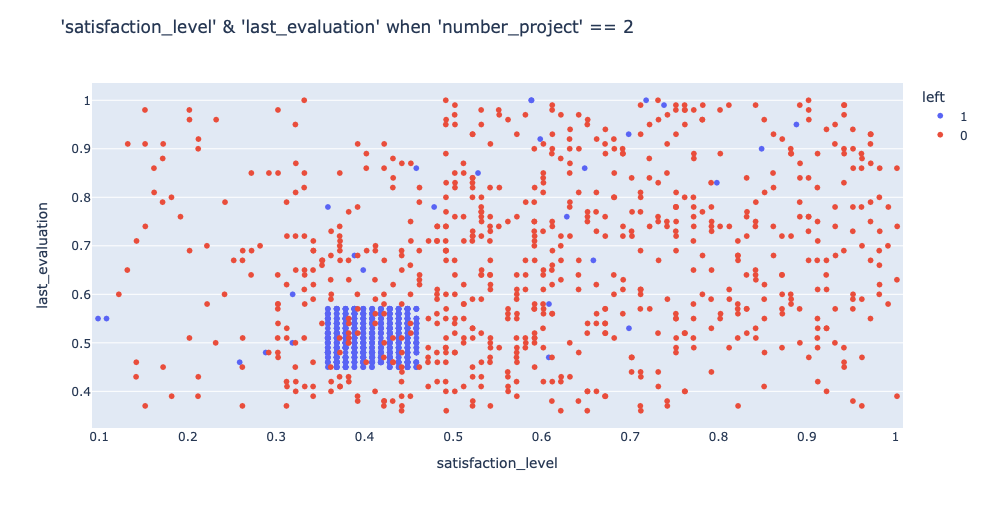 'satisfaction_level' & 'last_evaluation' when 'number_project' == 2
left
1
0
last_evaluation
1
0.9
0.8
0.7
0.6
0.5
0.4
0.1 0.2 0.3 0.4 0.5 0.6 0.7 0.8 0.9 1
satisfaction_level